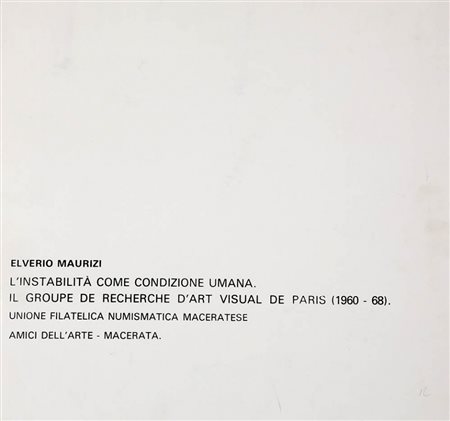 ELVERIO MAURIZI
L'INSTABILITÀ COME CONDIZIONE UMANA.
IL GROUPE DE RECHERCHE D'ART VISUAL DE PARIS (1960 - 68).
UNIONE FILATELICA NUMISMATICA MACERATESE
AMICI DELL'ARTE - MACERATA.